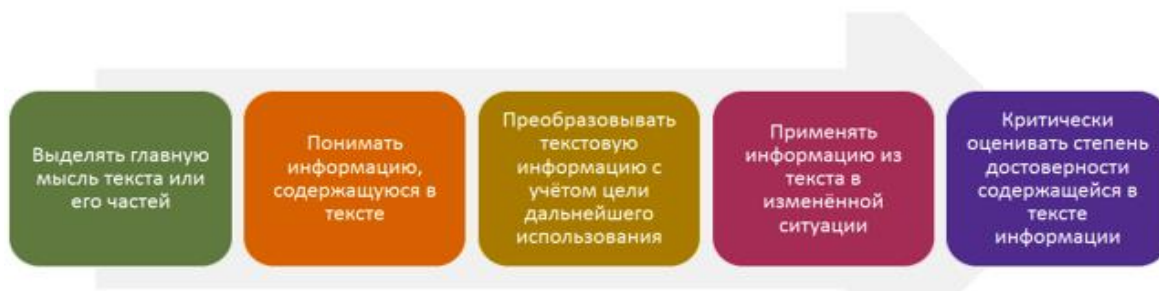 Выделять главную
мысль текста или
его частей
Понимать
информацию,
содержащуюся в
тексте
Преобразовывать
текстовую
информацию с
учётом цели
дальнейшего
использования
Применять
информацию из
текста в
изменённой
ситуации
Критически
оценивать степень
достоверности
содержащейся в
тексте
информации